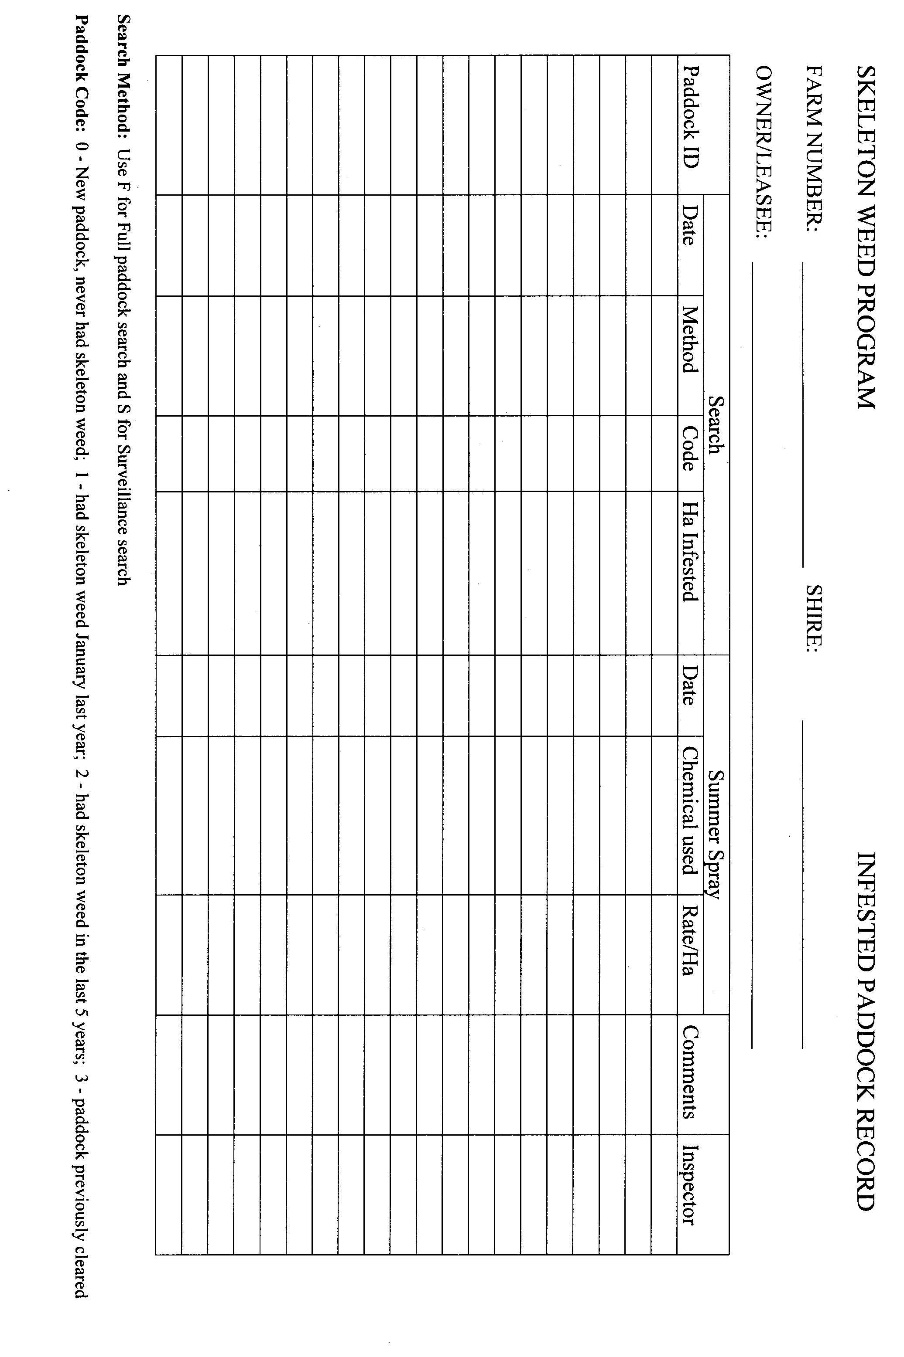 SKELETON WEED PROGRAM INFESTED PADDOCK RECORD
FARM NUMBER: SHIRE:
OWNER/LEASEE:
Search Summer Spray
Paddock ID Date Method Code Ha Infested Date Chemical used Rate/Ha Comments Inspector
Search Method: Use F for Full paddock search and S for Surveillance search
Paddock Code: 0 - New paddock, never had skeleton weed; 1 - had skeleton weed January last year; 2 - had skeleton weed in the last 5 years; 3 - paddock previously cleared